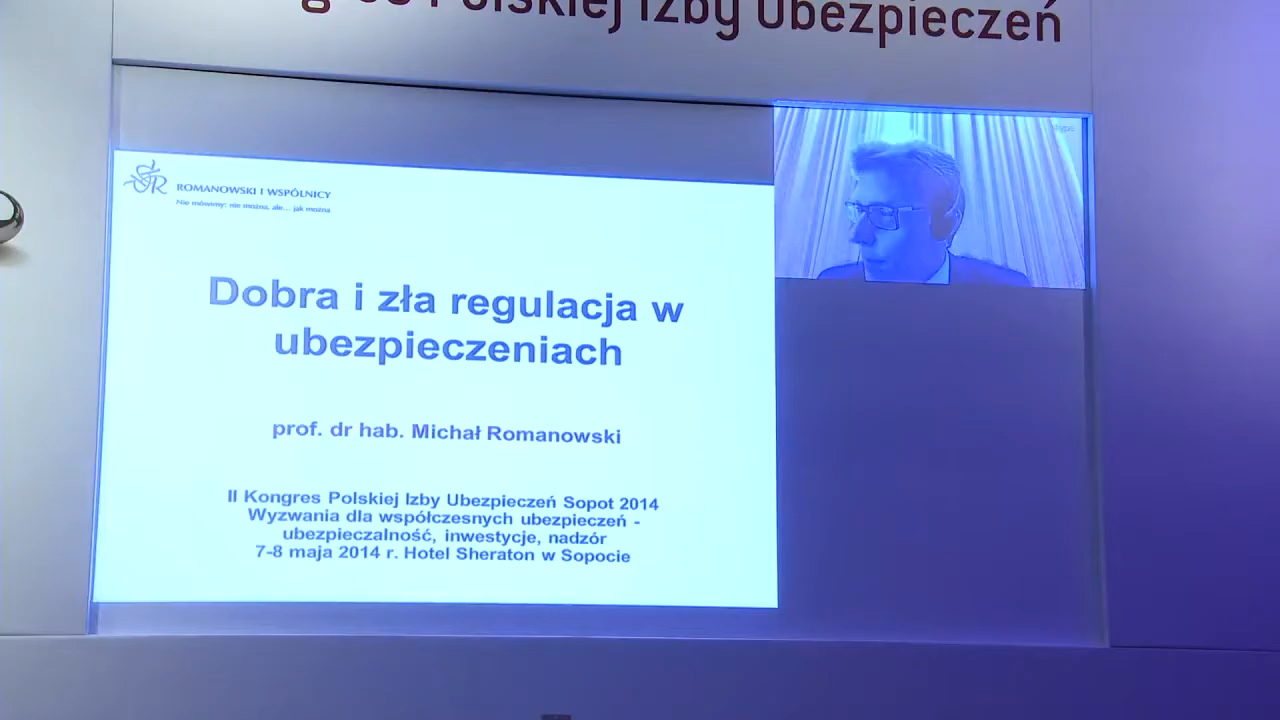 Kongres Polskiej Izby Ubezpieczeń
ROMANOWSKI I WSPÓLNICY
Nie mówimy: nie można, ale... jak można
Dobra i zła regulacja w
ubezpieczeniach
prof. dr hab. Michał Romanowski
II Kongres Polskiej Izby Ubezpieczeń Sopot 2014
Wyzwania dla współczesnych ubezpieczeń -
ubezpieczalność, inwestycje, nadzór
7-8 maja 2014 r. Hotel Sheraton w Sopocie